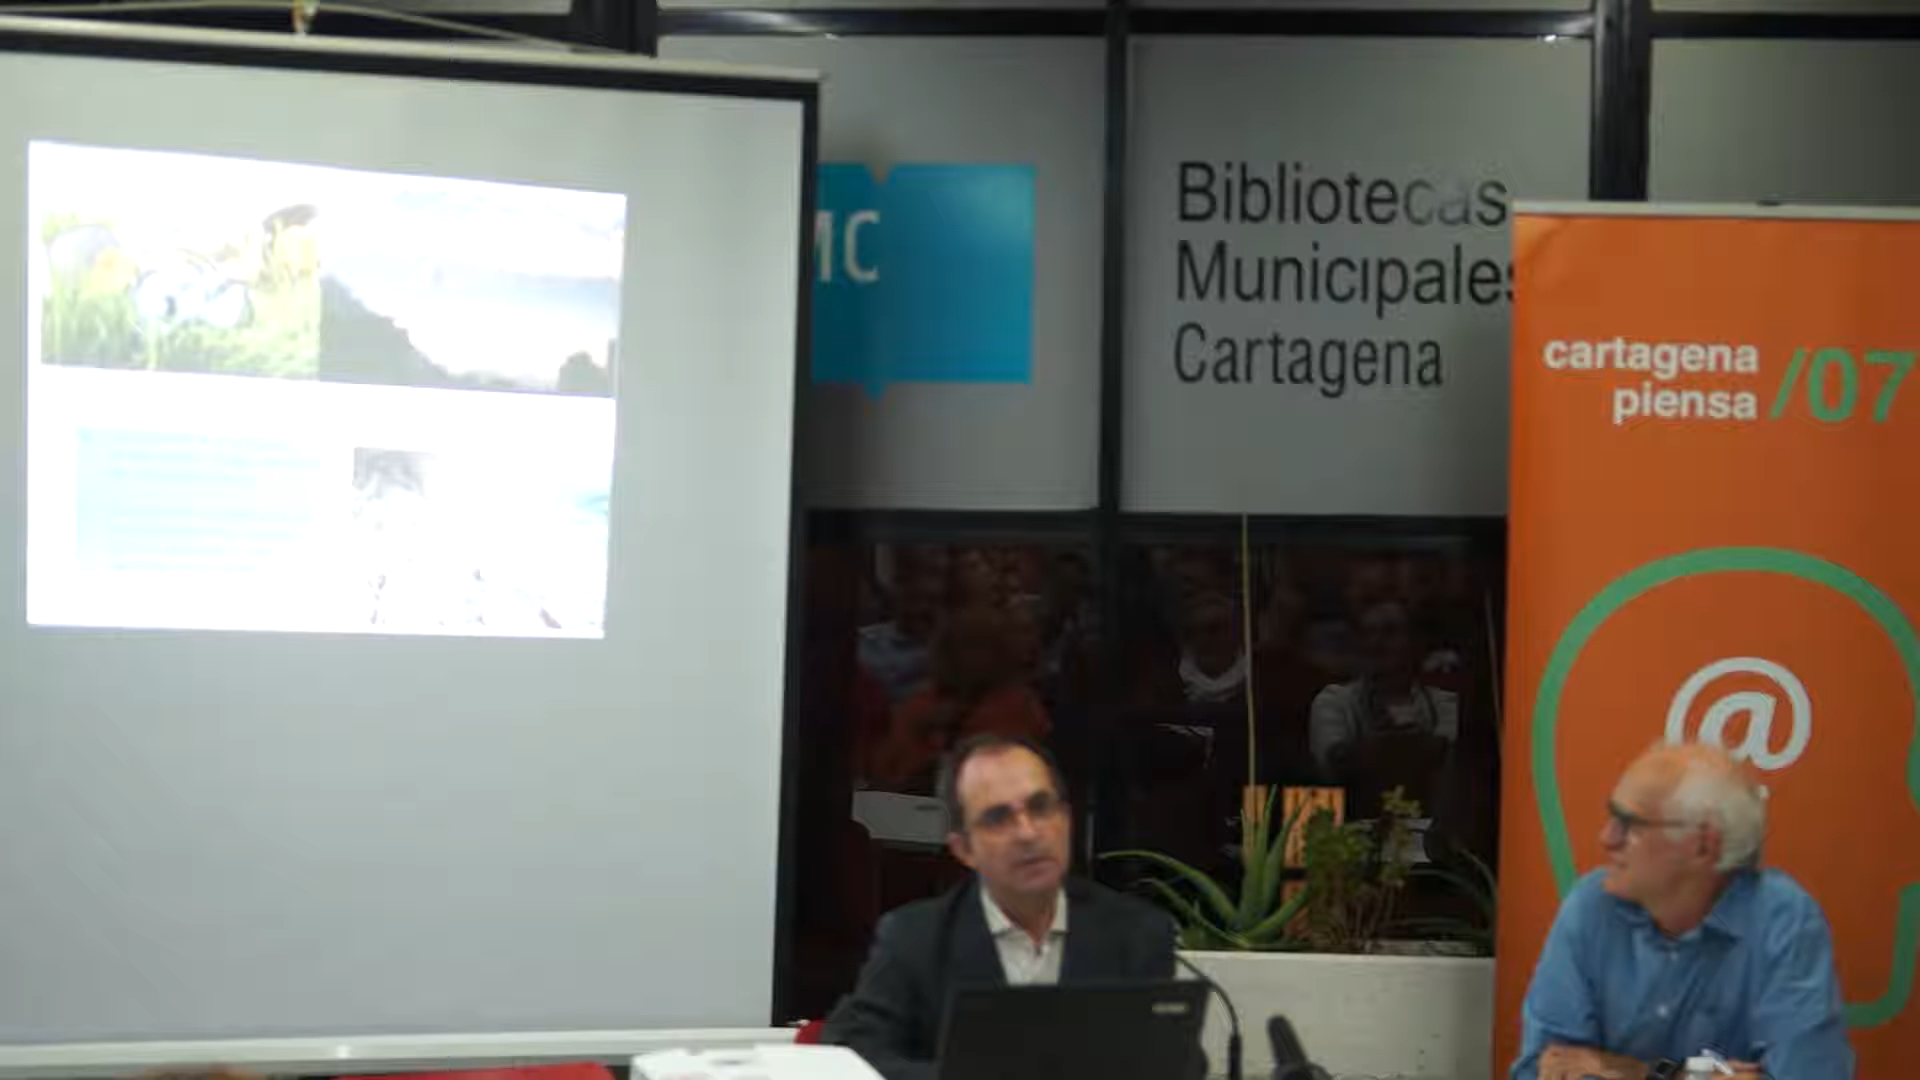 MC
Bibliotecas
Municipales
Cartagena
cartagena
piensa /07
@